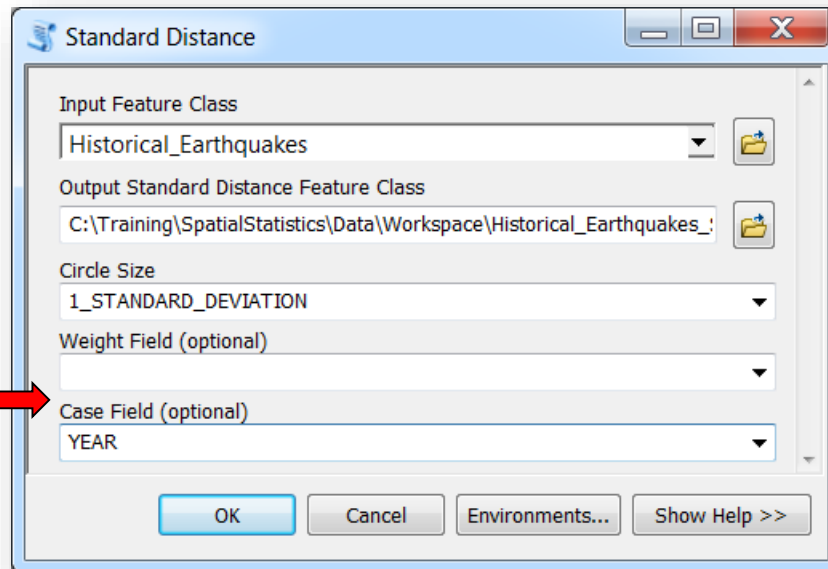 Standard Distance
Input Feature Class
Historical_Earthquakes
Output Standard Distance Feature Class
C:\Training\SpatialStatistics\Data\Workspace\Historical_Earthquakes_
Circle Size
1_STANDARD_DEVIATION
Weight Field (optional)
Case Field (optional)
YEAR
OK Cancel Environments... Show Help >>